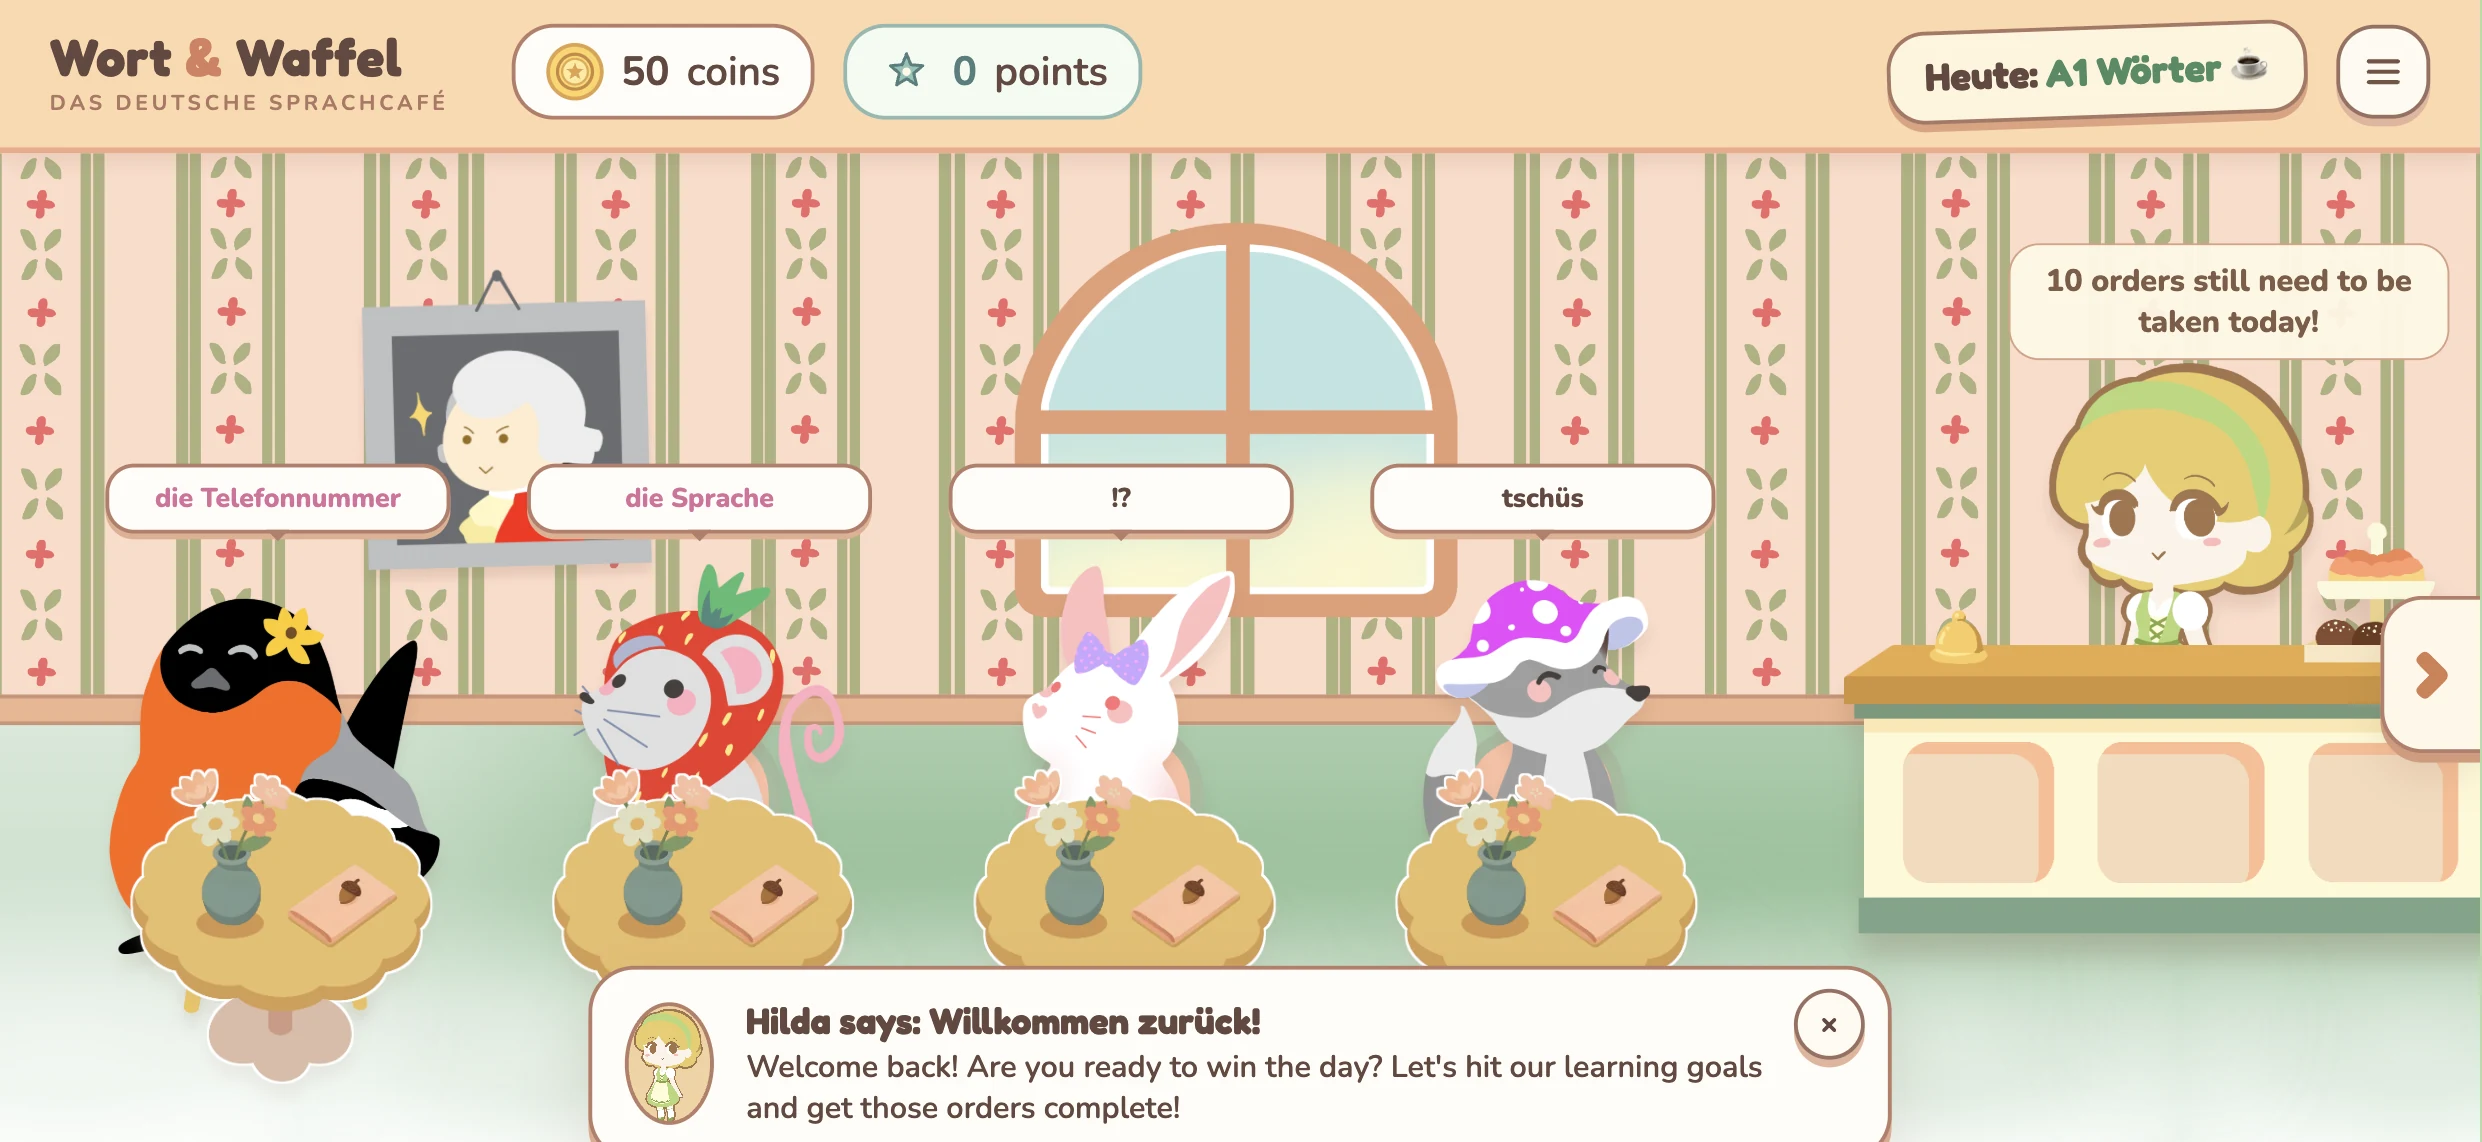 Wort & Waffel
DAS DEUTSCHE SPRACHCAFÉ
50 coins
0 points
Heute: A1 Wörter
10 orders still need to be
taken today!
die Telefonnummer
die Sprache
!?
tschüs
Hilda says: Willkommen zurück!
Welcome back! Are you ready to win the day? Let's hit our learning goals
and get those orders complete!